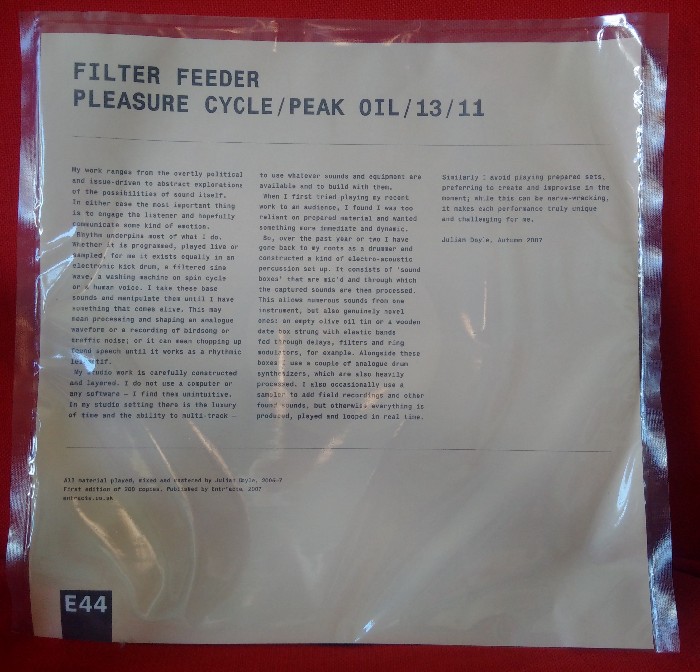 FILTER FEEDER
PLEASURE CYCLE/PEAK OIL/13/11
My work ranges from the overtly political
and issue-driven to abstract explorations
of the possibilities of sound itself.
In either case the most important thing
is to engage the listener and hopefully
communicate some kind of emotion.
Rhythm underpins most of what I do.
Whether it is programmed, played live or
sampled, for me it exists equally in an
electronic kick drum, a filtered sine
wave, a washing machine on spin cycle
or a human voice. I take these base
sounds and manipulate them until I have
something that comes alive. This may
mean processing and shaping an analogue
waveform or a recording of birdsong or
traffic noise; or it can mean chopping up
found speech until it works as a rhythmic
leitmotif.
My studio work is carefully constructed
and layered. I do not use a computer or
any software – I find them unintuitive.
In my studio setting there is the luxury
of time and the ability to multi-track –
to use whatever sounds and equipment are
available and to build with them.
When I first tried playing my recent
work to an audience, I found I was too
reliant on prepared material and wanted
something more immediate and dynamic.
So, over the past year or two I have
gone back to my roots as a drummer and
constructed a kind of electro-acoustic
percussion set up. It consists of 'sound
boxes' that are mic'd and through which
the captured sounds are then processed.
This allows numerous sounds from one
instrument, but also genuinely novel
ones: an empty olive oil tin or a wooden
date box strung with elastic bands
fed through delays, filters and ring
modulators, for example. Alongside these
boxes I use a couple of analogue drum
synthesizers, which are also heavily
processed. I also occasionally use a
sampler to add field recordings and other
found sounds, but otherwise everything is
produced, played and looped in real time.
Similarly I avoid playing prepared sets,
preferring to create and improvise in the
moment; while this can be nerve-wracking,
it makes each performance truly unique
and challenging for me.
Julian Doyle, Autumn 2007
All material played, mixed and mastered by Julian Doyle, 2006-7
First edition of 200 copies. Published by Entr'acte, 2007
entracte.co.uk
E44